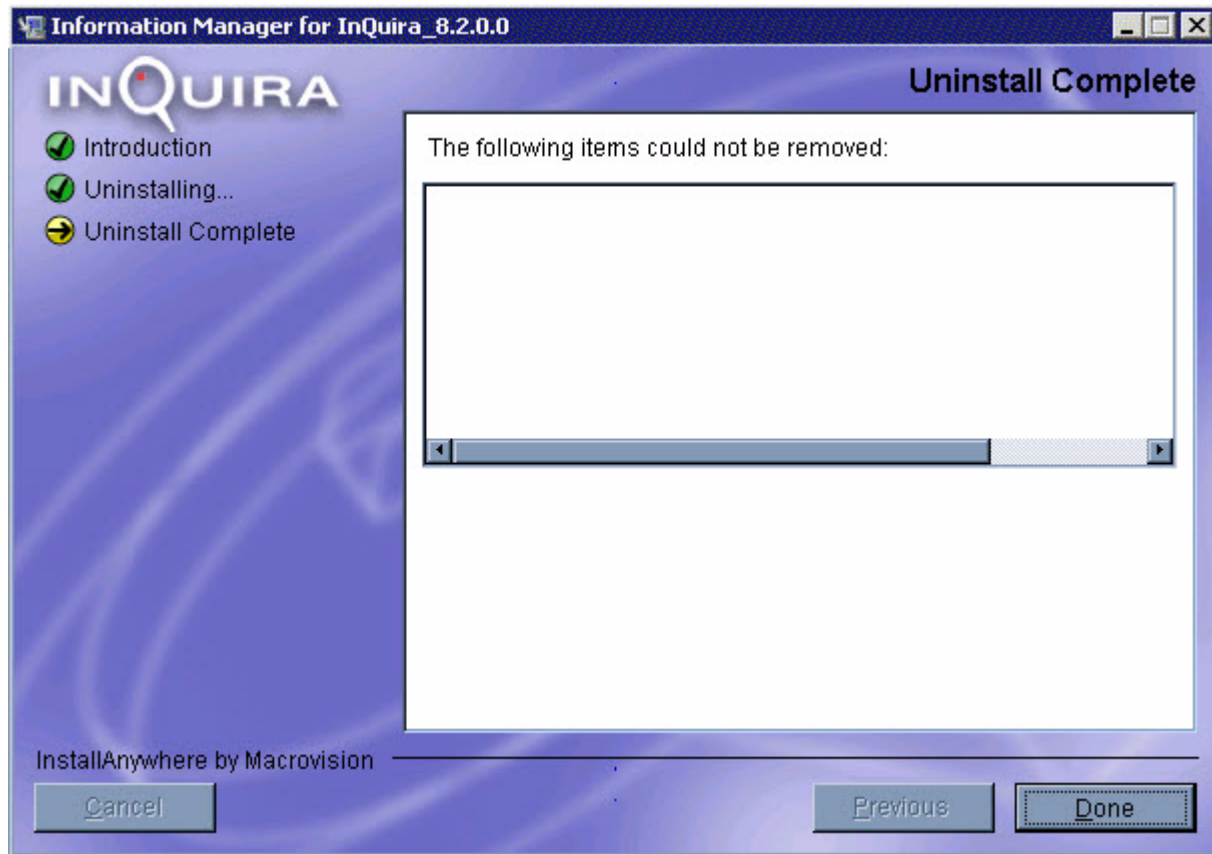 Information Manager for InQuira_8.2.0.0
INQUIRA
Uninstall Complete
Introduction
Uninstalling...
Uninstall Complete
The following items could not be removed:
InstallAnywhere by Macrovision
Cancel
Previous
Done